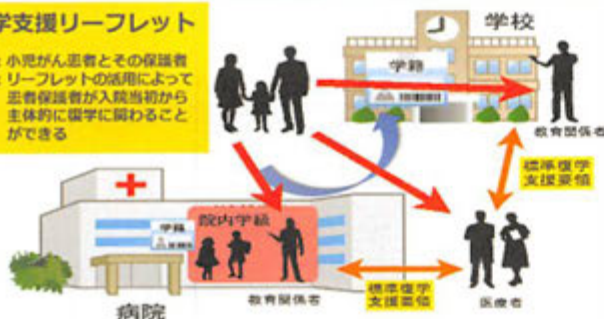 学支援リーフレット
小児がん患者とその保護者
リーフレットの活用によって
患者保護者が入院当初から
主体的に復学に関わること
ができる
学校
学籍
教育関係者
標準復学
支援要領
院内学級
学籍
標準復学
支援要領
教育関係者
医療者
病院